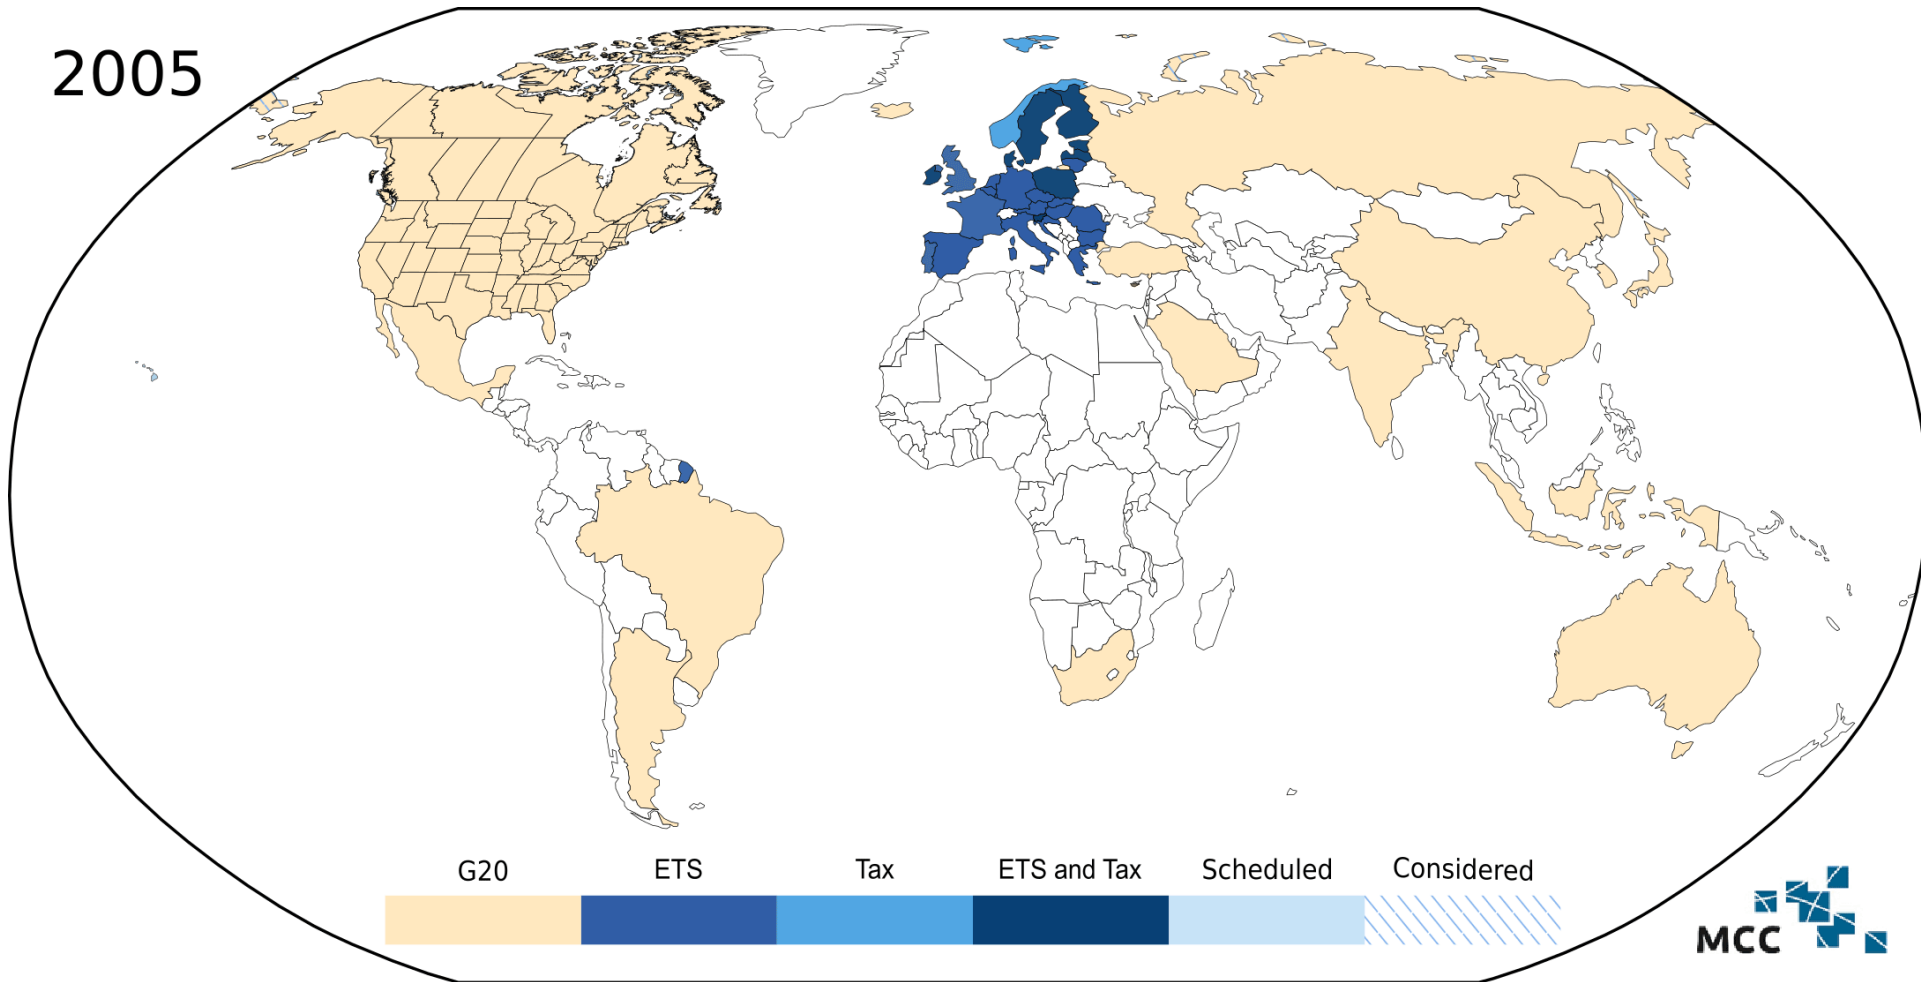 2005
G20
ETS
Tax
ETS and Tax
Scheduled
Considered
MCC